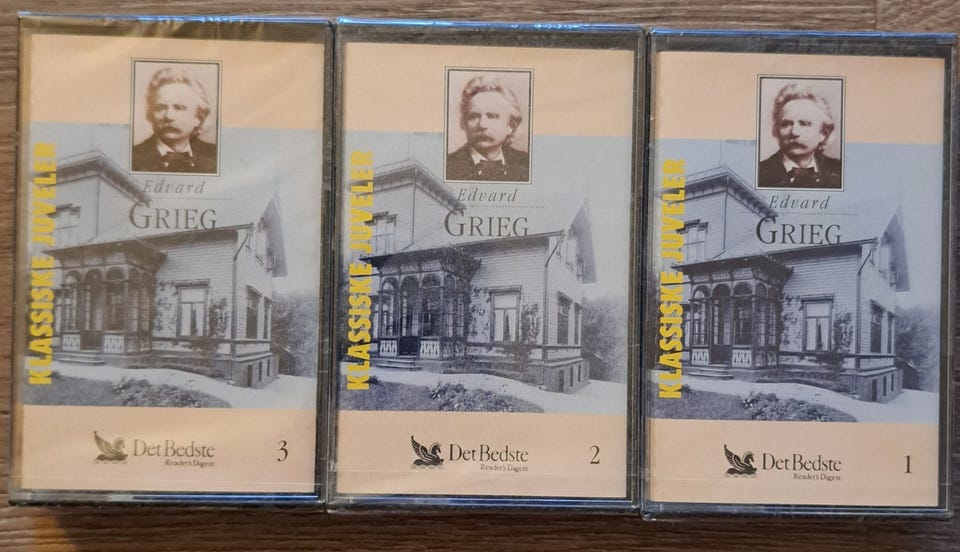 KLASSISKE JUVELER
Edvard
GRIEG
Det Bedste
Reader's Digest
3
KLASSISKE JUVELER
Edvard
GRIEG
Det Bedste
Reader's Digest
2
KLASSISKE JUVELER
Edvard
GRIEG
Det Bedste
Reader's Digest
1